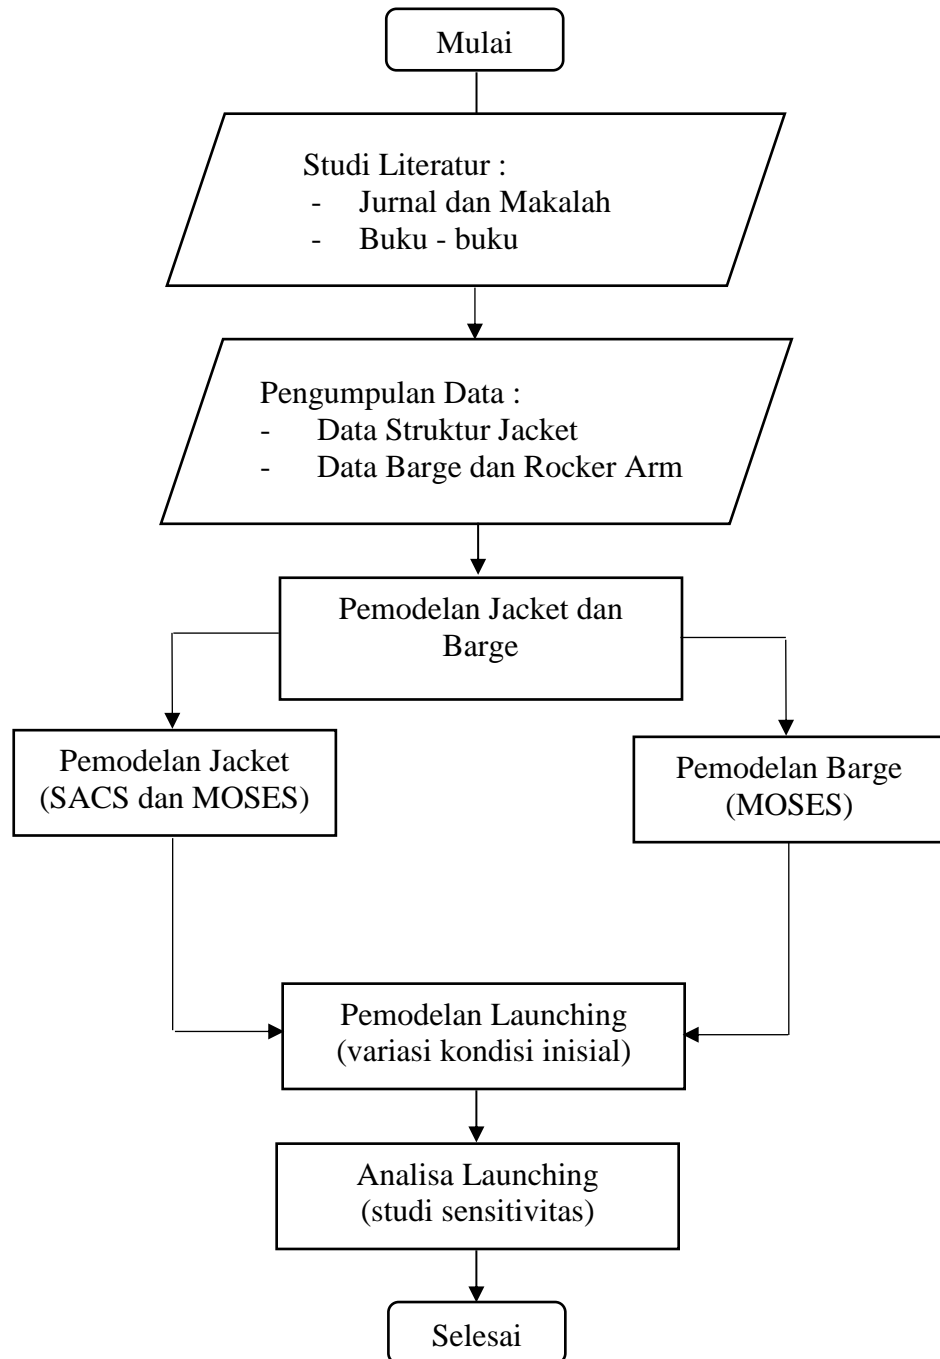 Mulai
Studi Literatur :
- Jurnal dan Makalah
- Buku - buku
Pengumpulan Data :
- Data Struktur Jacket
- Data Barge dan Rocker Arm
Pemodelan Jacket dan
Barge
Pemodelan Jacket
(SACS dan MOSES)
Pemodelan Barge
(MOSES)
Pemodelan Launching
(variasi kondisi inisial)
Analisa Launching
(studi sensitivitas)
Selesai